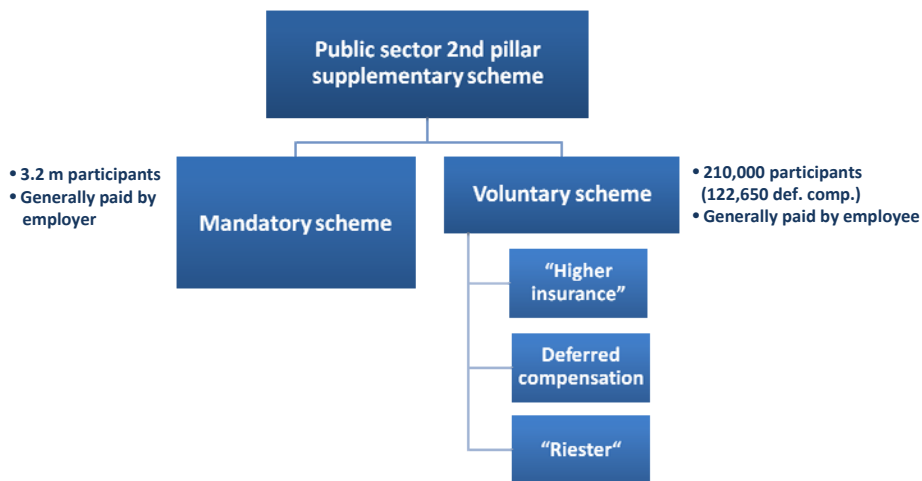 Public sector 2nd pillar
supplementary scheme
• 3.2 m participants
• Generally paid by
employer
Mandatory scheme
Voluntary scheme
• 210,000 participants
(122,650 def. comp.)
• Generally paid by employee
“Higher
insurance”
Deferred
compensation
“Riester“